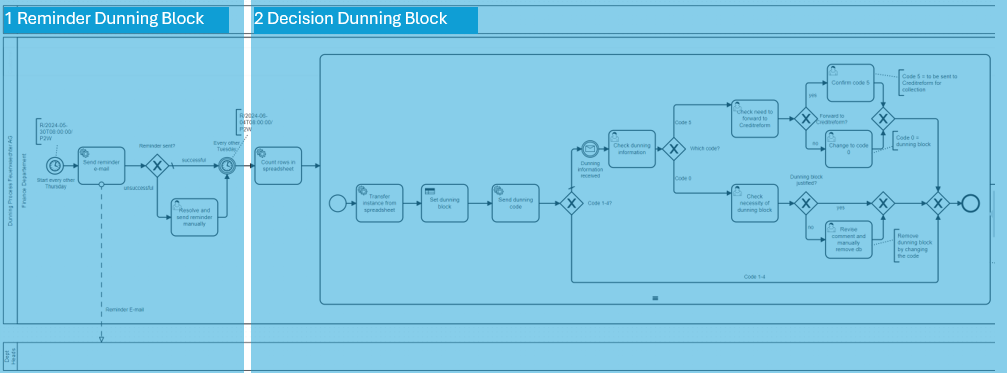 1 Reminder Dunning Block
2 Decision Dunning Block
Dunning Process Feuerwehrfier AG
Finance Departement
R/2024-05-
30T08:00:00/
P2W
Start every other
Thursday
Send reminder
e-mail
Reminder sent?
successful
unsuccessful
Resolve and
send reminder
manually
R/2024-06-
04T08:00:00/
P2W
Every other
Tuesday
Count rows in
spreadsheet
Transfer
instance from
spreadsheet
Set dunning
block
Send dunning
code
Code 1-4?
Dunning
information
received
Check dunning
information
Which code?
Code 5
Check need to
forward to
Creditreform
Forward to
Creditreform?
yes
Confirm code 5
Code 5 = to be sent to
Creditreform for
collection
no
Change to code
0
Code 0 =
dunning block
Code 0
Check
necessity of
dunning block
Dunning block
justified?
yes
no
Revise
comment and
manually
remove db
Remove
dunning block
by changing
the code
Code 1-4
Reminder E-mail
Dept
Heads